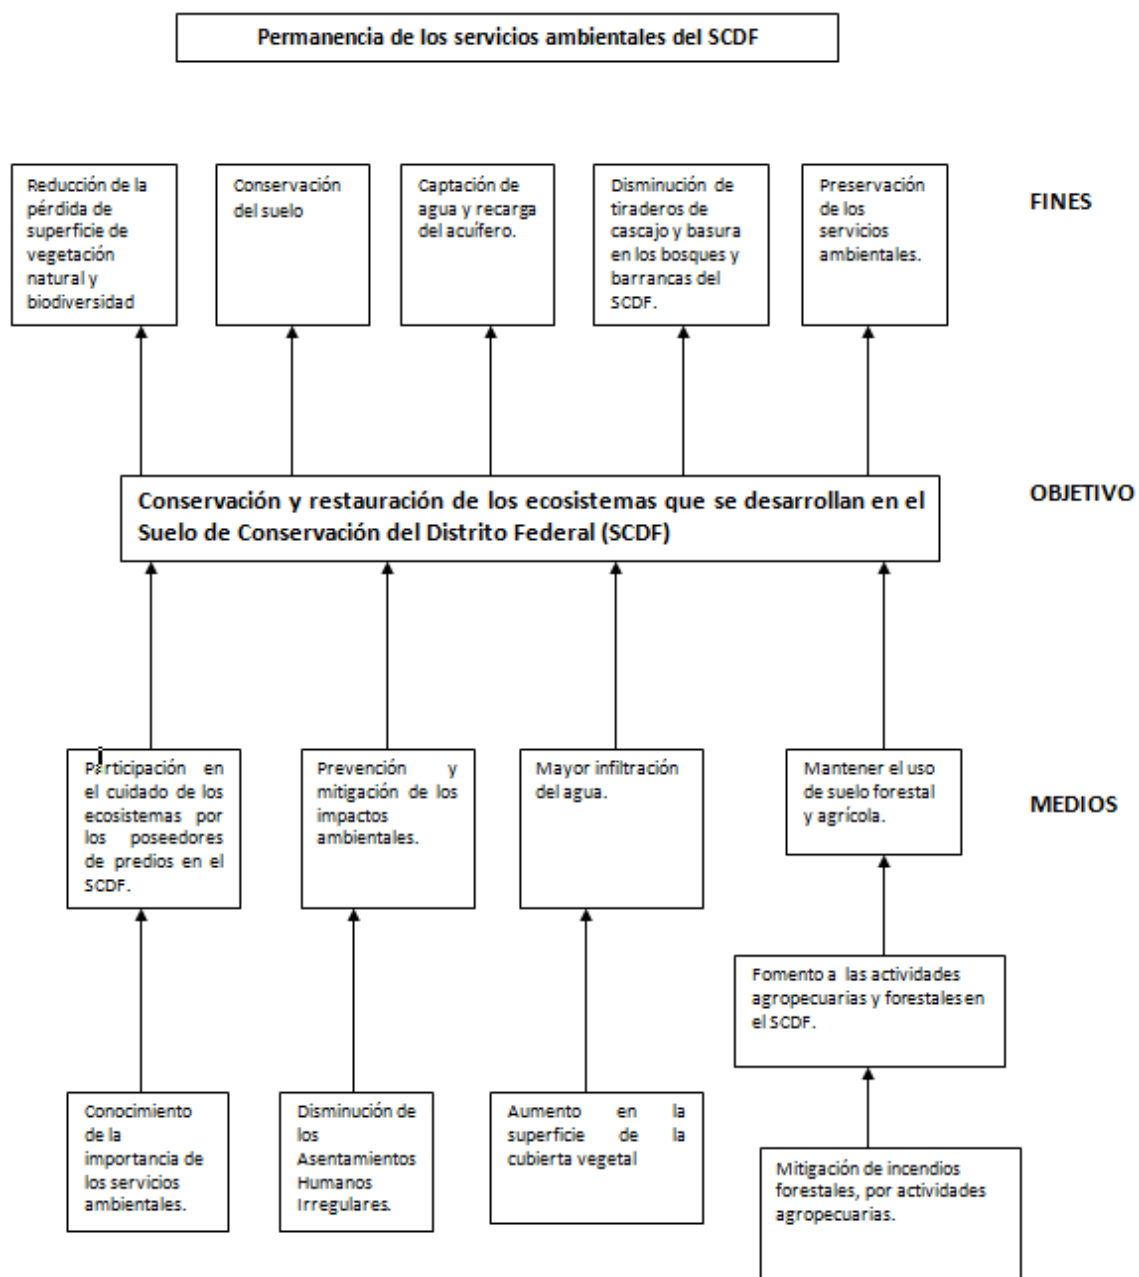 Permanencia de los servicios ambientales del SCDF
Reducción de la
pérdida de
superficie de
vegetación
natural y
biodiversidad
Conservación
del suelo
Captación de
agua y recarga
del acuífero.
Disminución de
tiraderos de
cascajo y basura
en los bosques y
barrancas del
SCDF.
Preservación
de los
servicios
ambientales.
FINES
Conservación y restauración de los ecosistemas que se desarrollan en el
Suelo de Conservación del Distrito Federal (SCDF)
OBJETIVO
Participación en
el cuidado de los
ecosistemas por
los poseedores
de predios en el
SCDF.
Prevención y
mitigación de los
impactos
ambientales.
Mayor infiltración
del agua.
Mantener el uso
de suelo forestal
y agrícola.
MEDIOS
Fomento a las actividades
agropecuarias y forestales en
el SCDF.
Conocimiento
de la
importancia de
los servicios
ambientales.
Disminución de
los
Asentamientos
Humanos
Irregulares.
Aumento en la
superficie de la
cubierta vegetal
Mitigación de incendios
forestales, por actividades
agropecuarias.